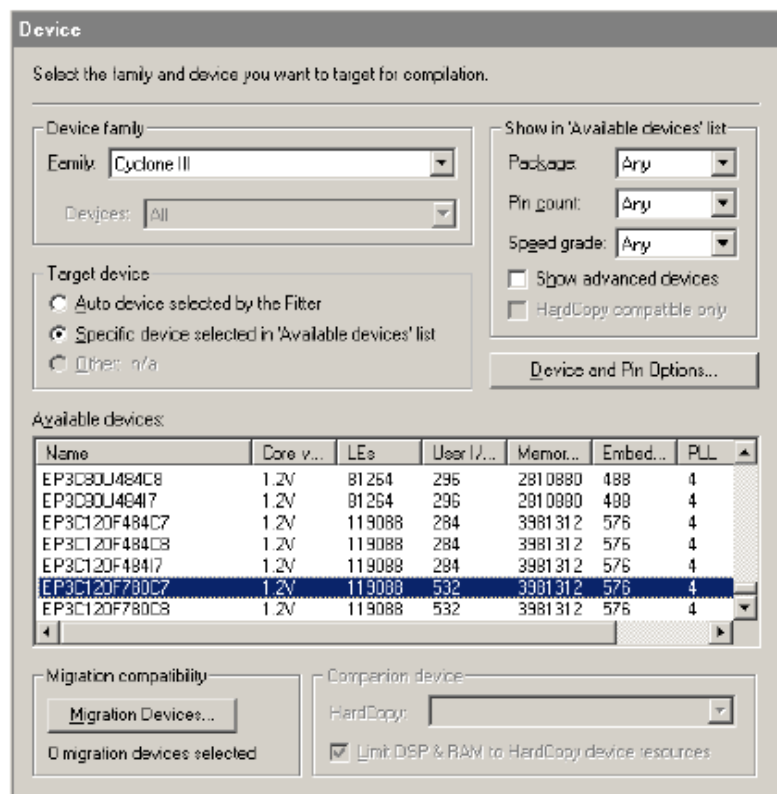 Device
Select the family and device you want to target for compilation.
Device family
Family: Cyclone III
Devices: All
Show in 'Available devices' list
Package: Any
Pin count: Any
Speed grade: Any
Show advanced devices
HardCopy compatible only
Target device
Auto device selected by the Fitter
Specific device selected in 'Available devices' list
Other: n/a
Device and Pin Options...
Available devices:
Name Core v... LEs User I/... Memor... Embed... PLL
EP3C80U484C8 1.2V 81264 296 2810880 488 4
EP3C80U484I7 1.2V 81264 296 2810880 488 4
EP3C120F484C7 1.2V 119088 284 3981312 576 4
EP3C120F484C8 1.2V 119088 284 3981312 576 4
EP3C120F484I7 1.2V 119088 284 3981312 576 4
EP3C120F780C7 1.2V 119088 532 3981312 576 4
EP3C120F780C8 1.2V 119088 532 3981312 576 4
Migration compatibility
Migration Devices...
0 migration devices selected
Companion device
HardCopy:
Limit DSP & RAM to HardCopy device resources